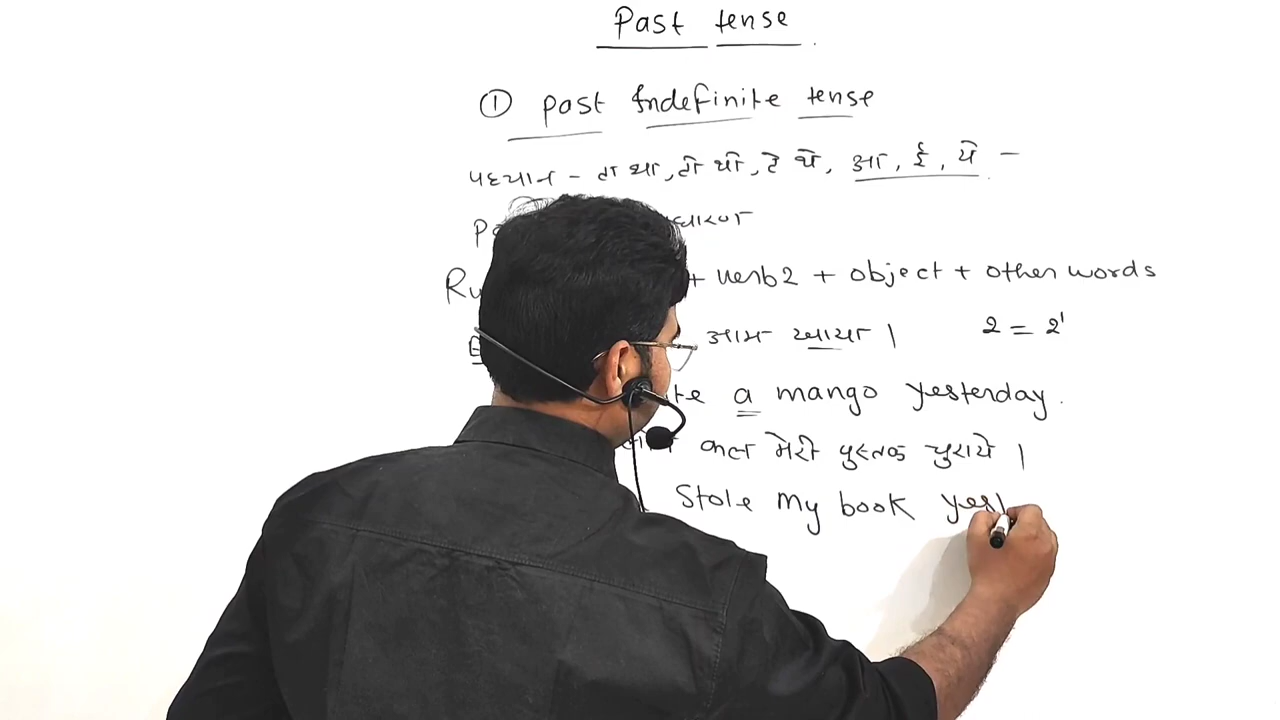 Past tense
① past Indefinite tense
पहचान - ता था, ती थी, ते थे, आ, ई, ये -
+ verb2 + object + other words
आम खाया । 2 = 2'
a mango yesterday.
कल मेरी पुस्तक चुराये ।
Stole my book